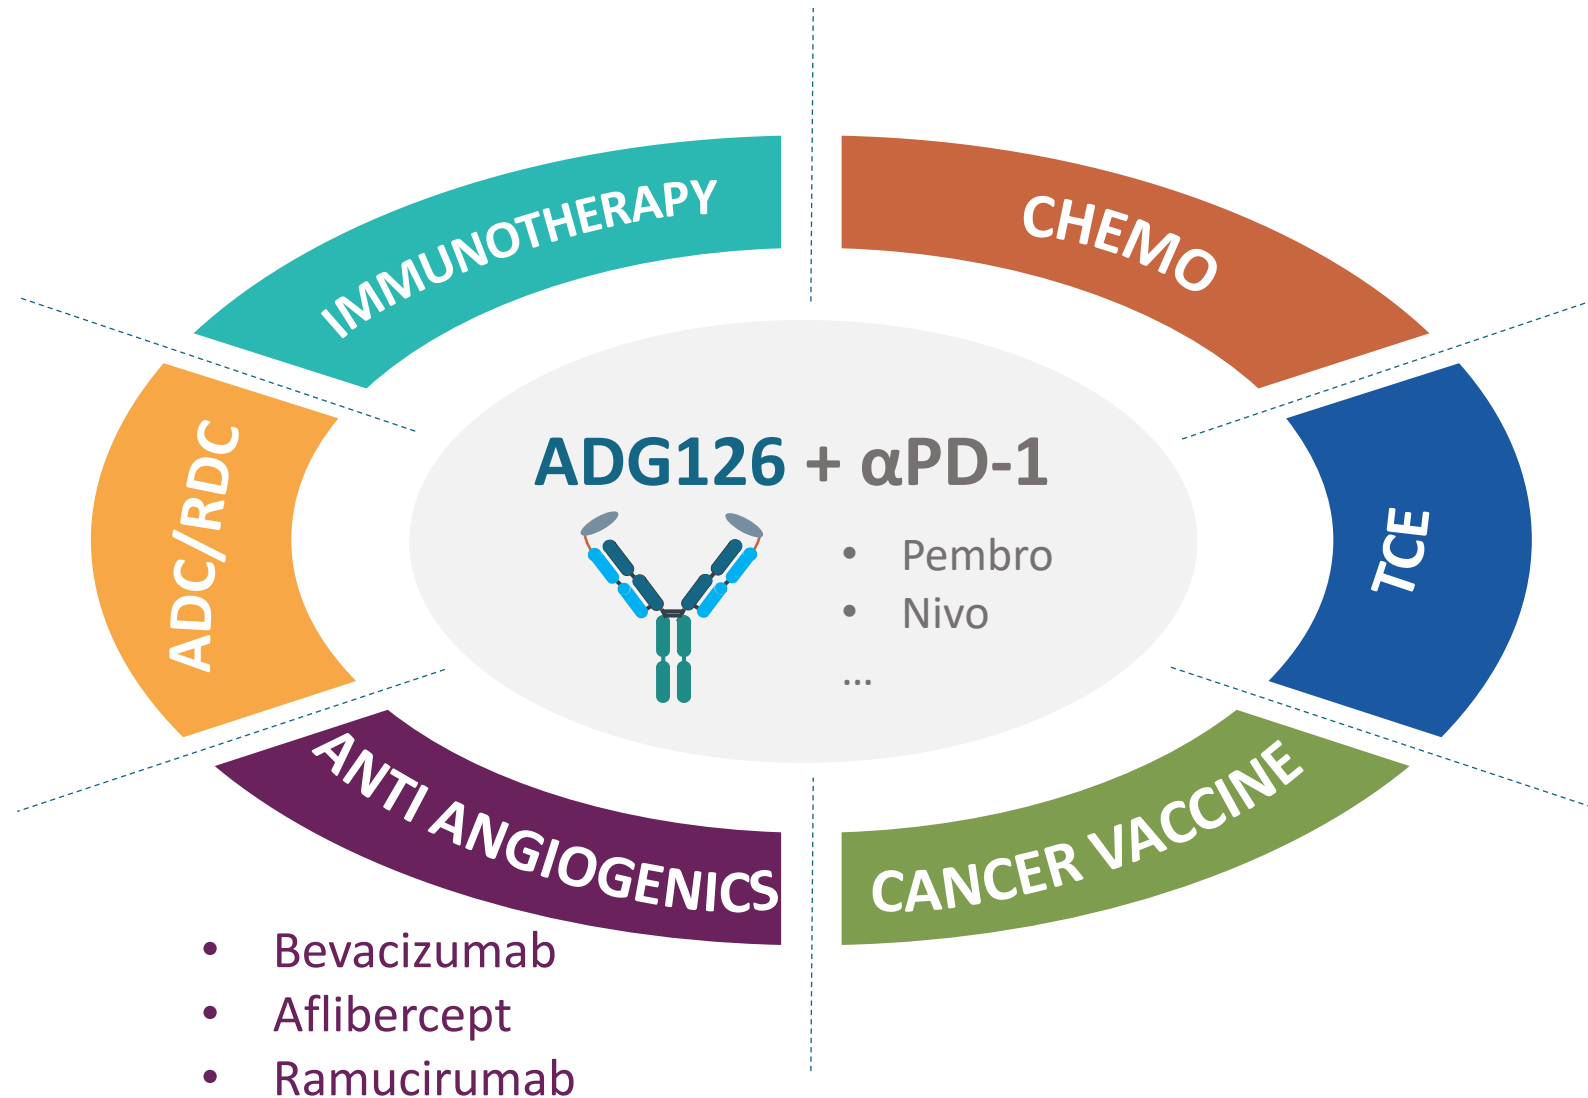 IMMUNOTHERAPY
CHEMO
ADC/RDC
TCE
ADG126 + αPD-1
• Pembro
• Nivo
...
ANTI ANGIOGENICS
CANCER VACCINE
• Bevacizumab
• Aflibercept
• Ramucirumab